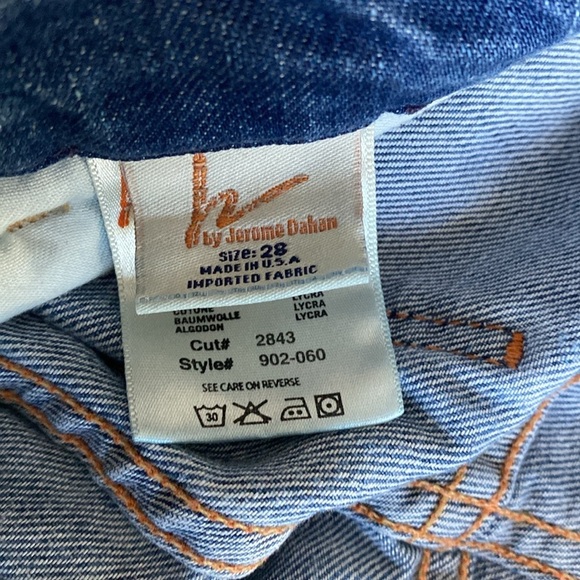 by Jerome Dahan
Size: 28
MADE IN U.S.A
IMPORTED FABRIC
COTONE LYCRA
BAUMWOLLE LYCRA
ALGODON LYCRA
Cut# 2843
Style# 902-060
SEE CARE ON REVERSE
30